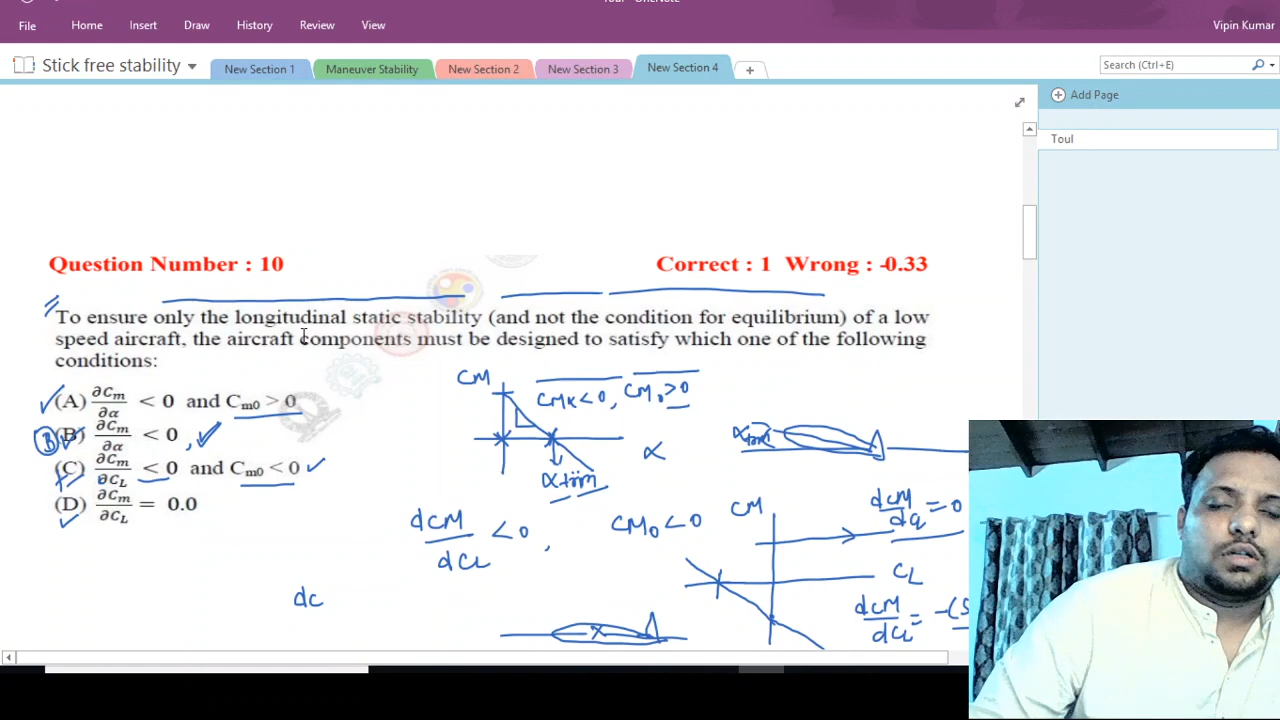 File Home Insert Draw History Review View Vipin Kumar
Stick free stability New Section 1 Maneuver Stability New Section 2 New Section 3 New Section 4 Search (Ctrl+E)
Add Page
Toul
Question Number : 10 Correct : 1 Wrong : -0.33
To ensure only the longitudinal static stability (and not the condition for equilibrium) of a low
speed aircraft, the aircraft components must be designed to satisfy which one of the following
conditions:
(A) ∂Cm/∂α < 0 and Cm0 > 0
(B) ∂Cm/∂α < 0
(C) ∂Cm/∂CL < 0 and Cm0 < 0
(D) ∂Cm/∂CL = 0.0
B
CM
CMα<0, CM0>0
α
αtrim
αtrim
dCM/dCL <0, CM0<0
CM
dCM/dα = 0
CL
dCM/dCL = -(S
dC